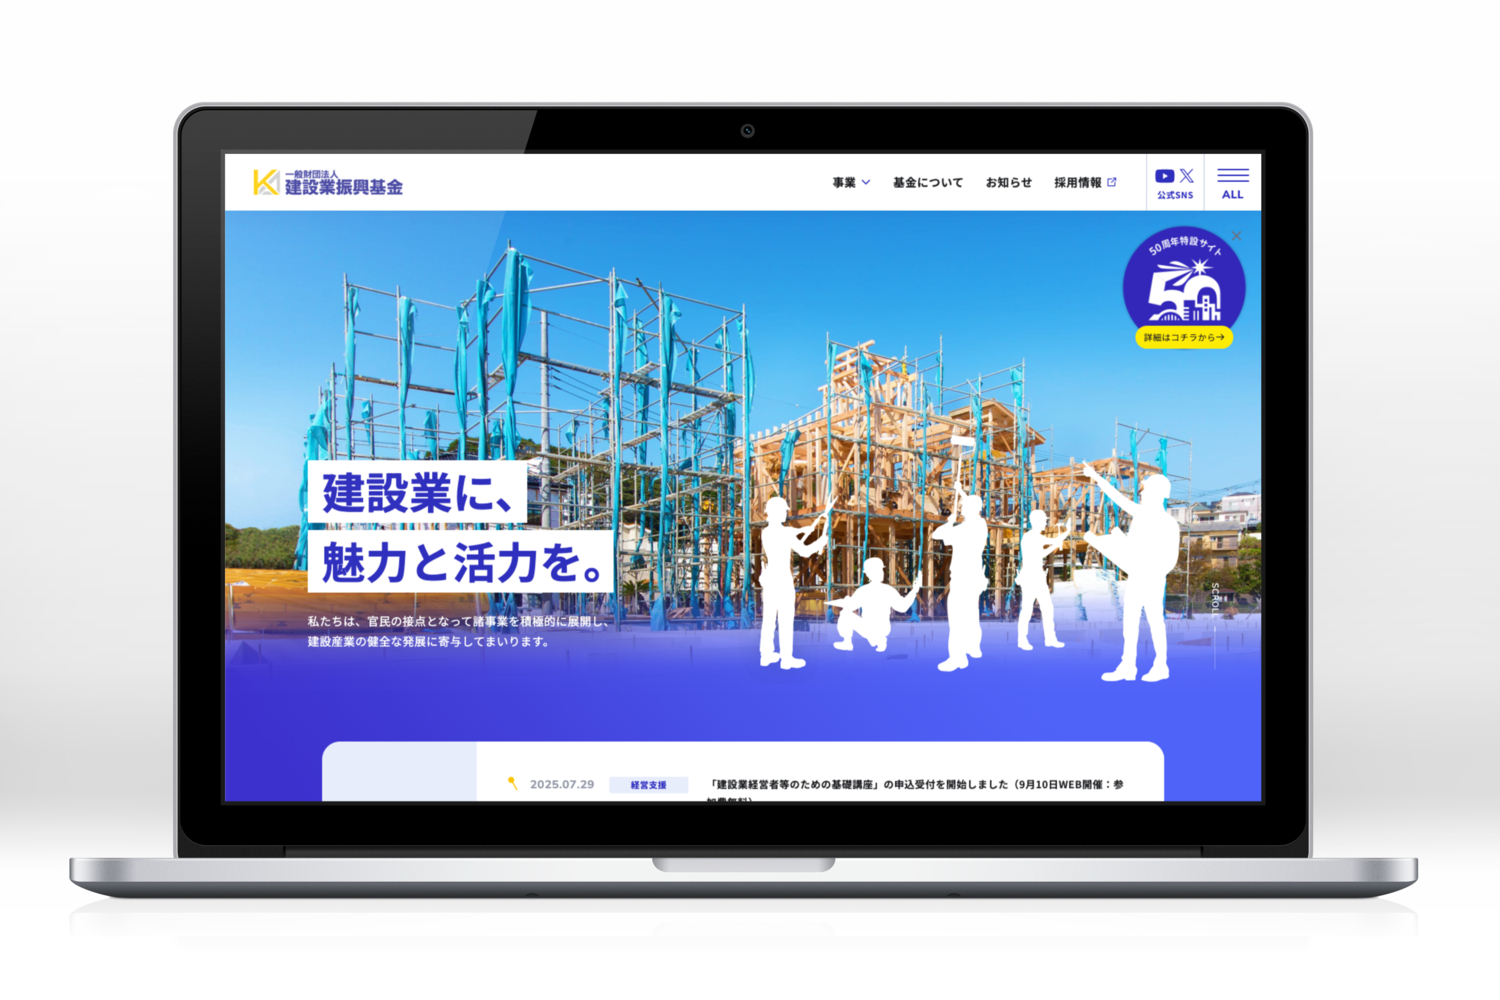 一般財団法人
建設業振興基金
事業
基金について
お知らせ
採用情報
公式SNS
ALL
50周年特設サイト
50
詳細はコチラから→
建設業に、
魅力と活力を。
私たちは、官民の接点となって諸事業を積極的に展開し、
建設産業の健全な発展に寄与してまいります。
SCROLL
2025.07.29
経営支援
「建設業経営者等のための基礎講座」の申込受付を開始しました（9月10日WEB開催：参
加費無料）